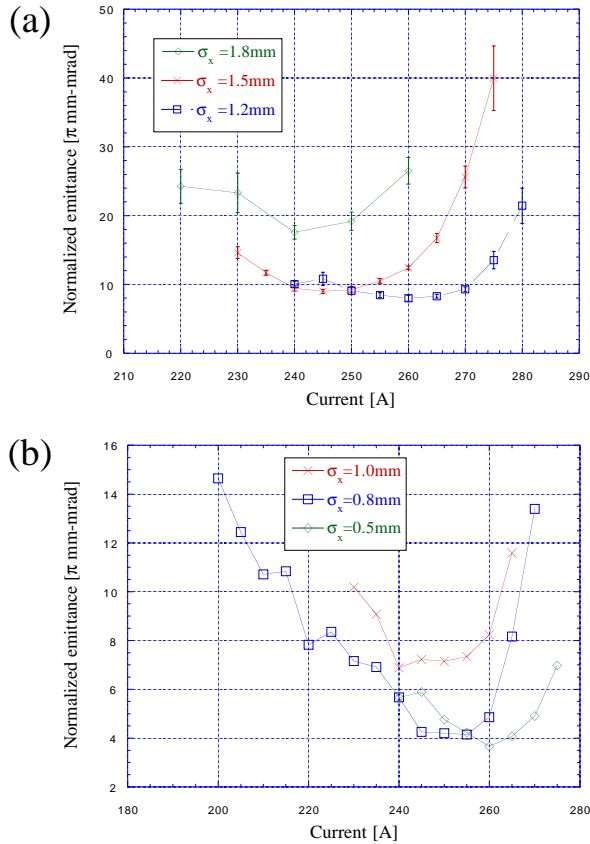 (a)
Normalized emittance [π mm-mrad]
50
40
30
20
10
0
σx =1.8mm
σx =1.5mm
σx =1.2mm
210 220 230 240 250 260 270 280 290
Current [A]
(b)
Normalized emittance [π mm-mrad]
16
14
12
10
8
6
4
2
σx=1.0mm
σx=0.8mm
σx=0.5mm
180 200 220 240 260 280
Current [A]